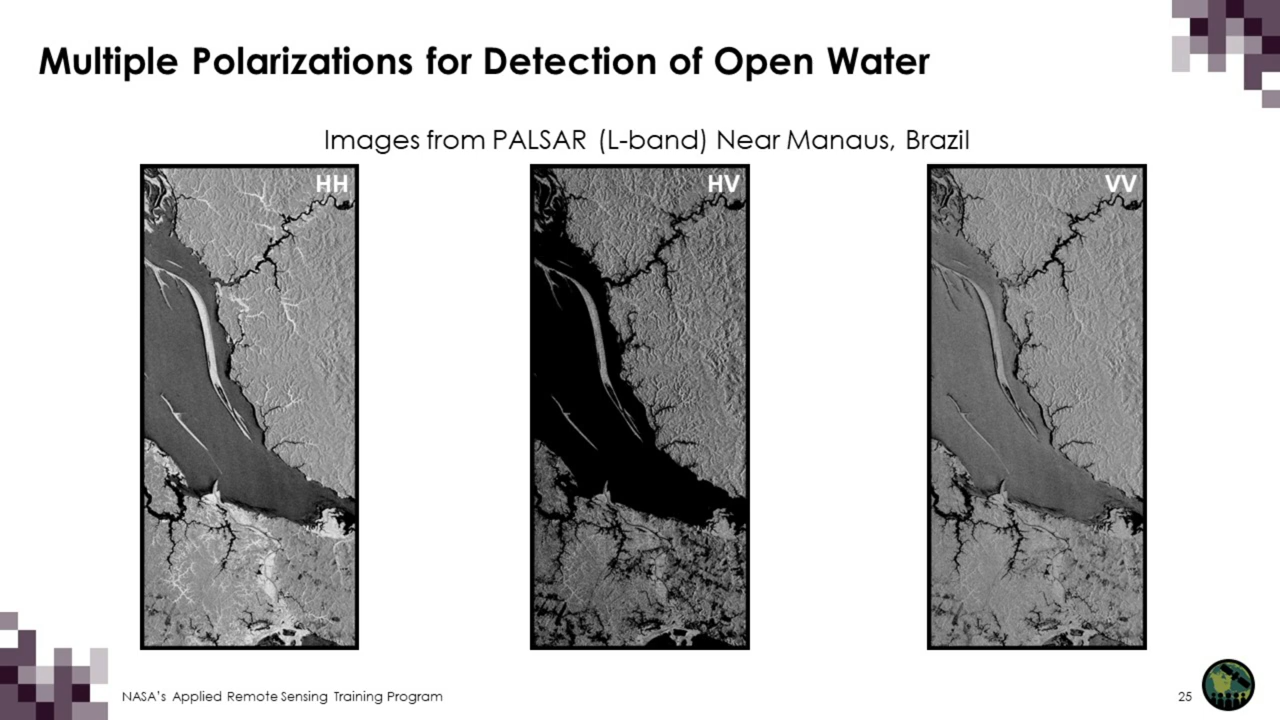 Multiple Polarizations for Detection of Open Water
Images from PALSAR (L-band) Near Manaus, Brazil
HH
HV
VV
NASA's Applied Remote Sensing Training Program
25